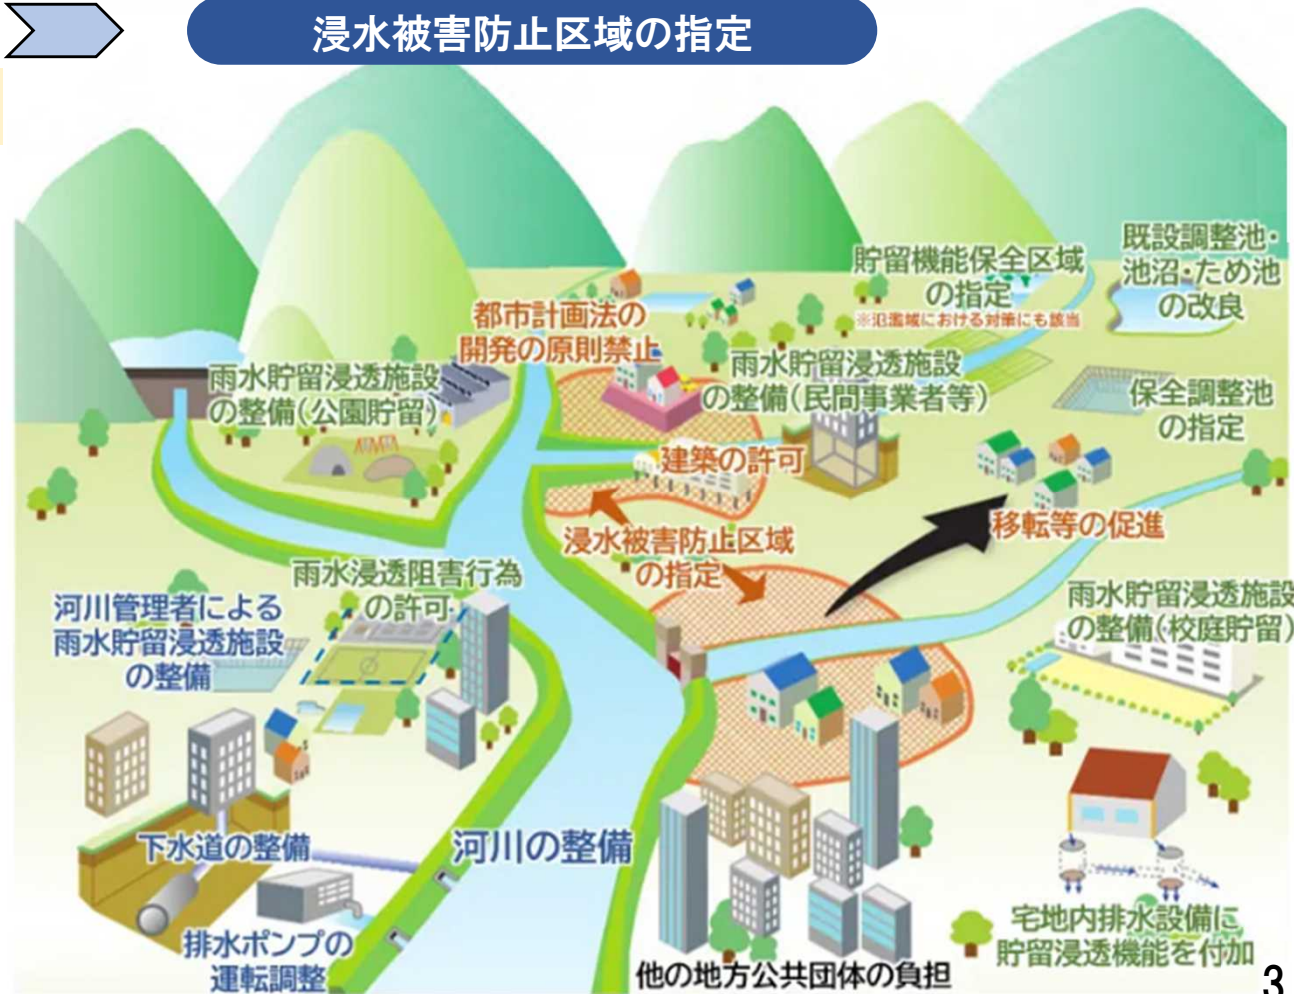 浸水被害防止区域の指定
既設調整池・
池沼・ため池
の改良
貯留機能保全区域
の指定
※氾濫域における対策にも該当
都市計画法の
開発の原則禁止
雨水貯留浸透施設
の整備(公園貯留)
雨水貯留浸透施設
の整備(民間事業者等)
保全調整池
の指定
建築の許可
浸水被害防止区域
の指定
移転等の促進
雨水浸透阻害行為
の許可
河川管理者による
雨水貯留浸透施設
の整備
雨水貯留浸透施設
の整備(校庭貯留)
下水道の整備
河川の整備
排水ポンプの
運転調整
他の地方公共団体の負担
宅地内排水設備に
貯留浸透機能を付加
3